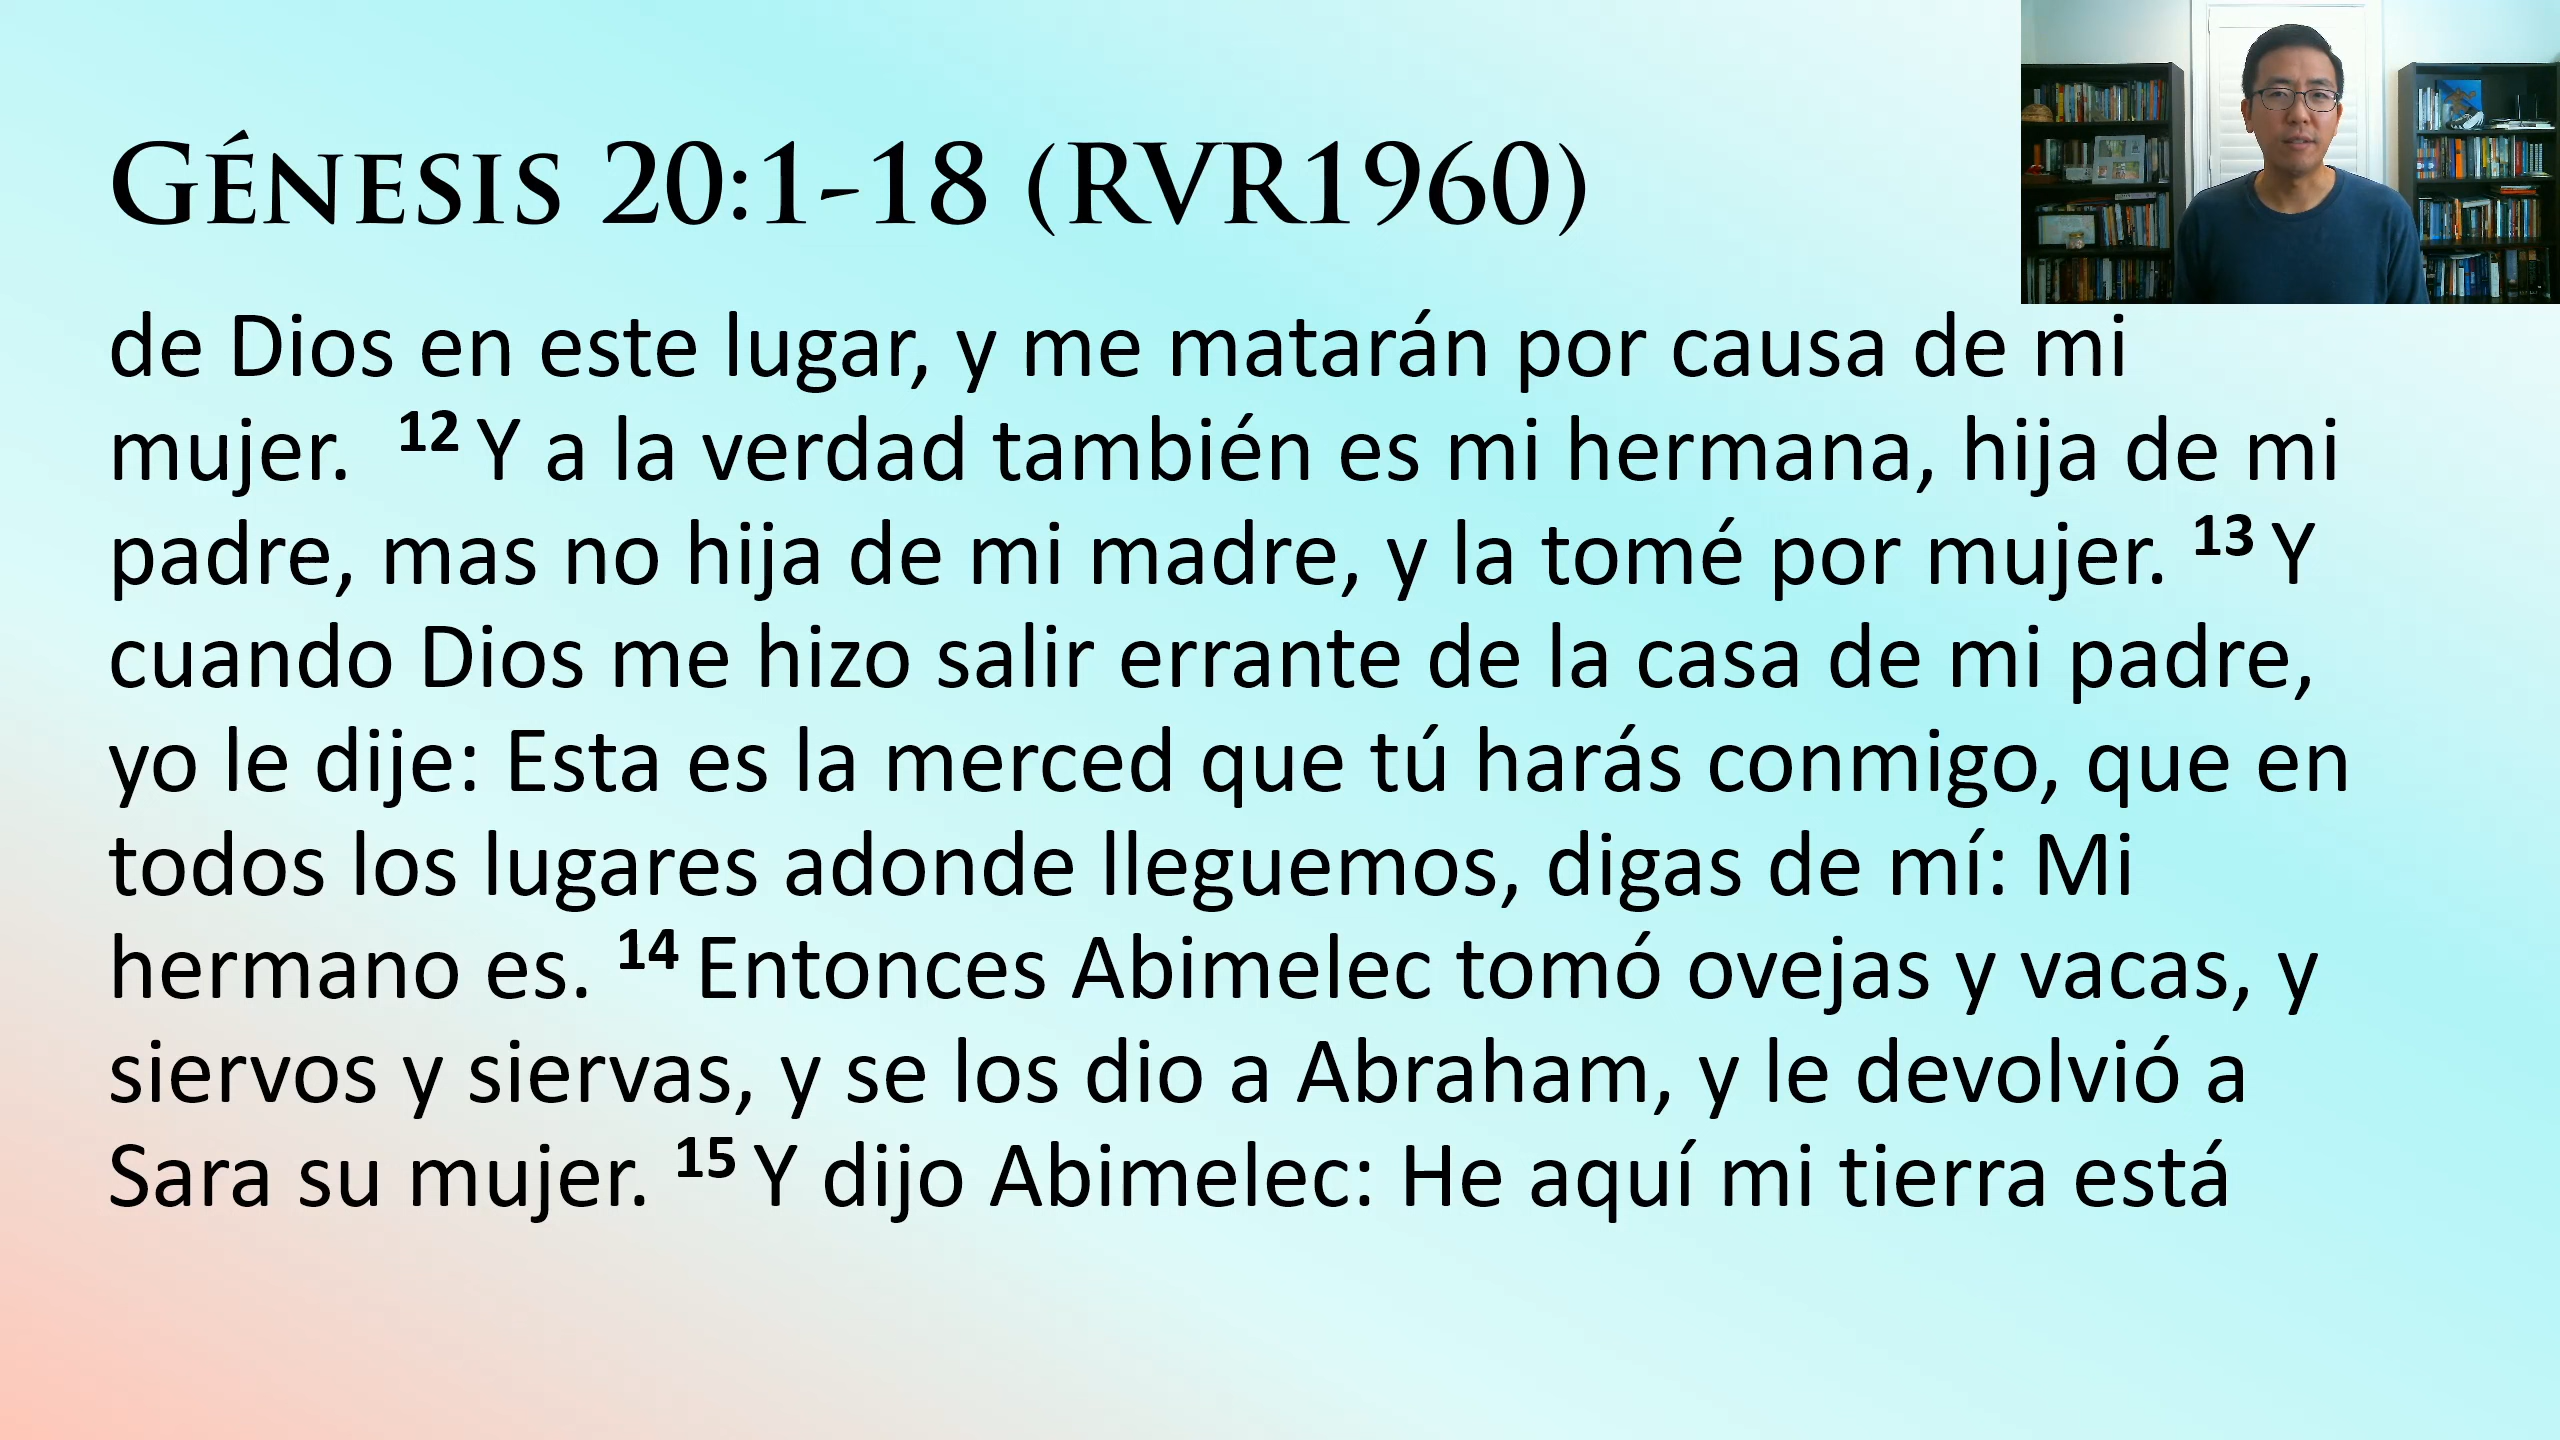 Génesis 20:1-18 (RVR1960)
de Dios en este lugar, y me matarán por causa de mi
mujer. 12 Y a la verdad también es mi hermana, hija de mi
padre, mas no hija de mi madre, y la tomé por mujer. 13 Y
cuando Dios me hizo salir errante de la casa de mi padre,
yo le dije: Esta es la merced que tú harás conmigo, que en
todos los lugares adonde lleguemos, digas de mí: Mi
hermano es. 14 Entonces Abimelec tomó ovejas y vacas, y
siervos y siervas, y se los dio a Abraham, y le devolvió a
Sara su mujer. 15 Y dijo Abimelec: He aquí mi tierra está